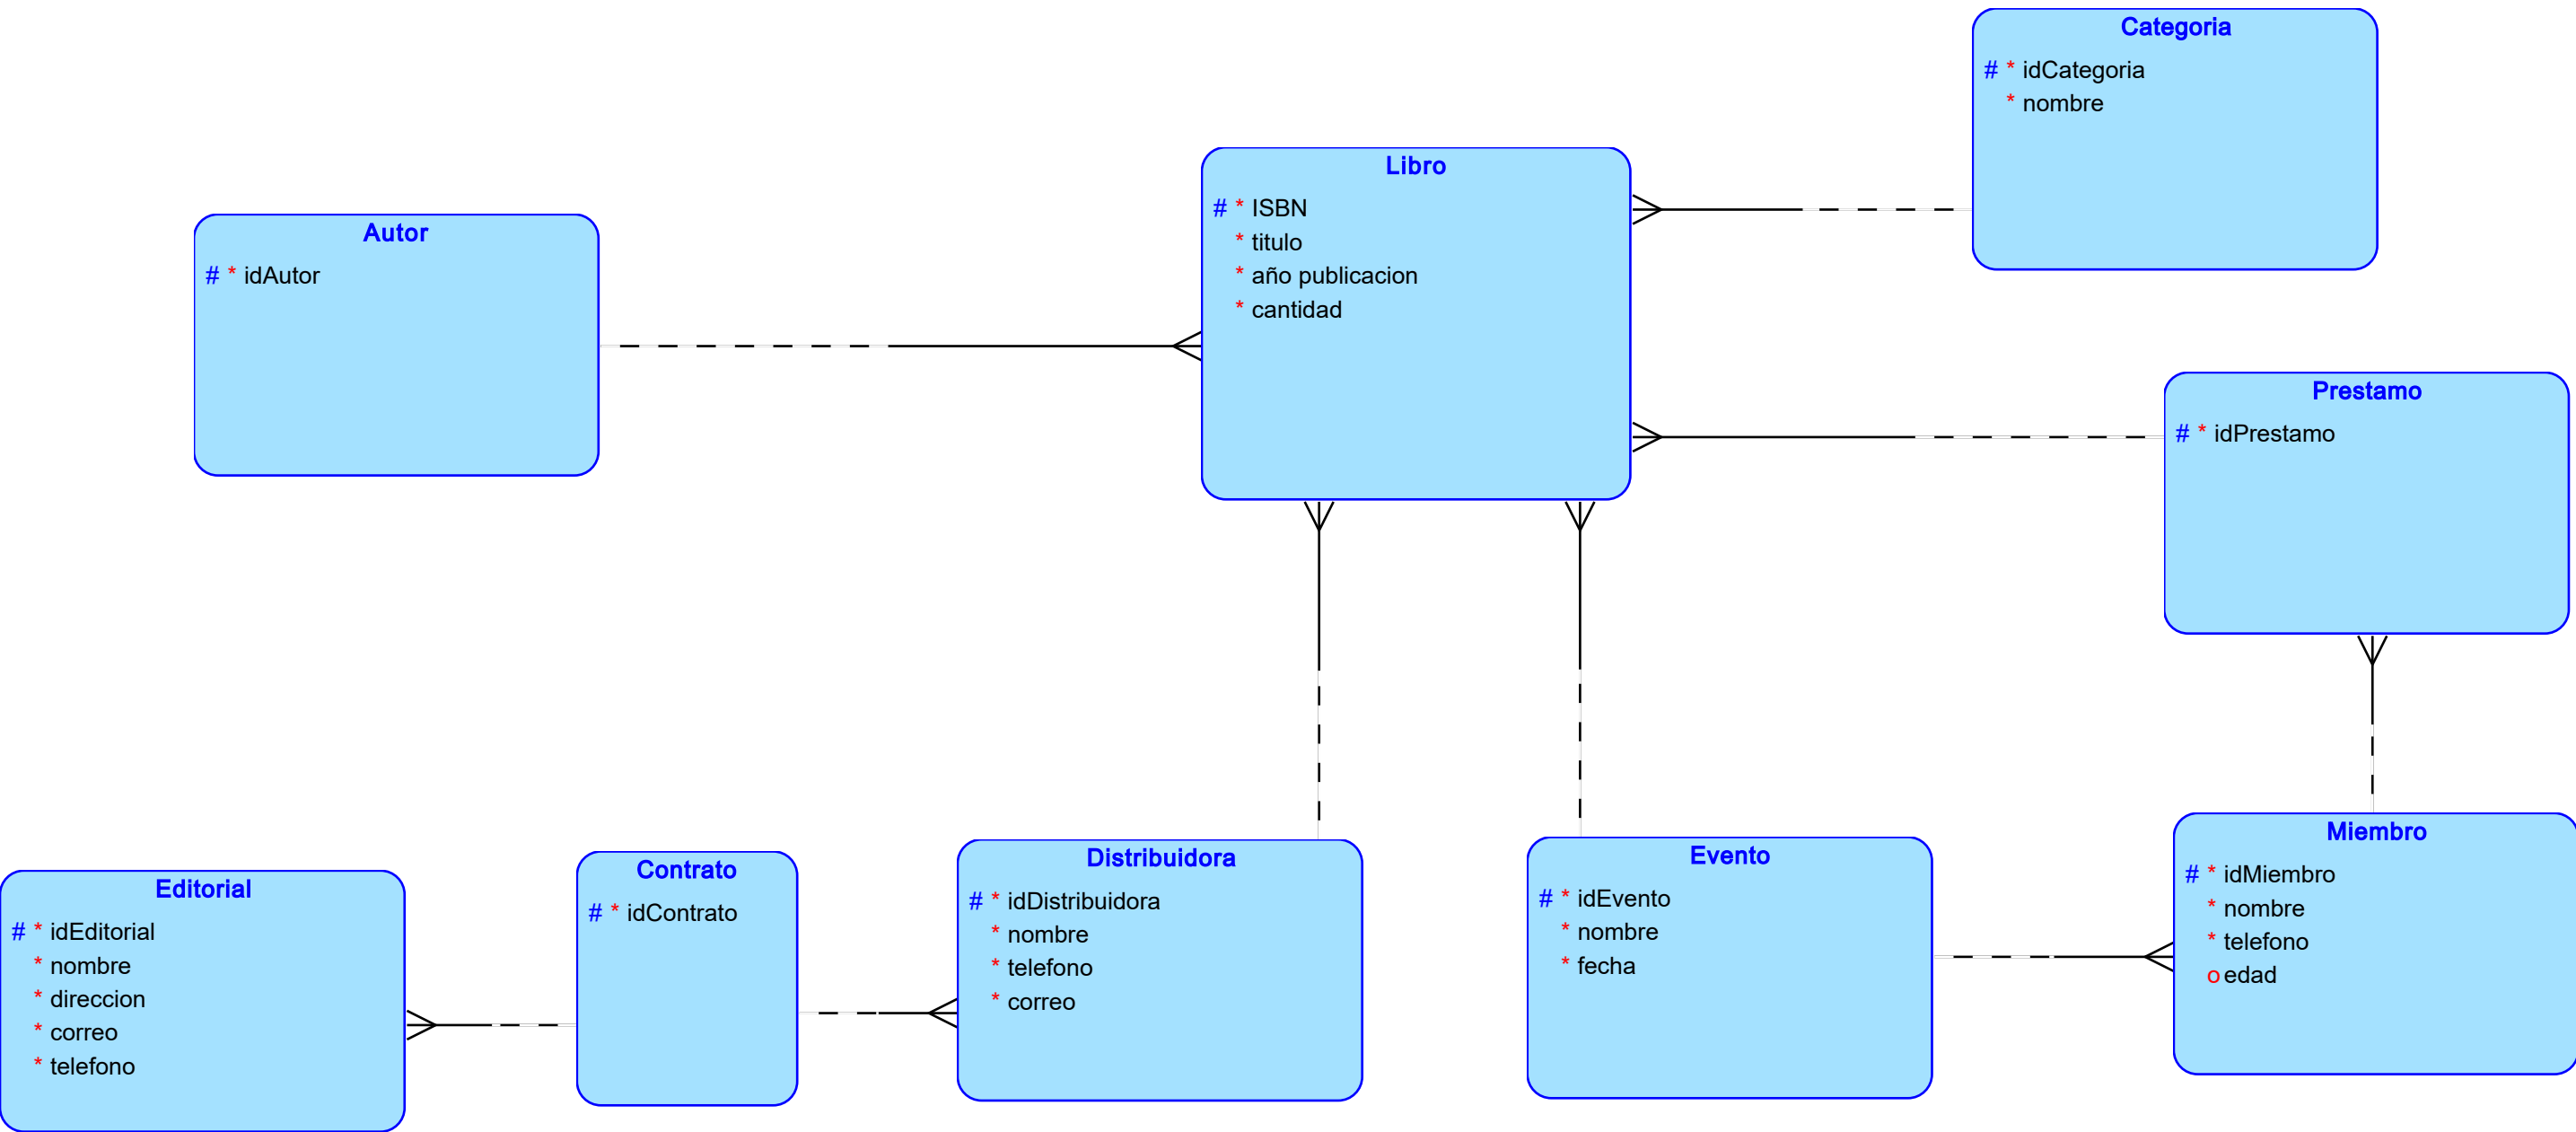 Categoria
# * idCategoria
* nombre
Libro
# * ISBN
* titulo
* año publicacion
* cantidad
Autor
# * idAutor
Prestamo
# * idPrestamo
Miembro
# * idMiembro
* nombre
* telefono
o edad
Evento
# * idEvento
* nombre
* fecha
Distribuidora
# * idDistribuidora
* nombre
* telefono
* correo
Contrato
# * idContrato
Editorial
# * idEditorial
* nombre
* direccion
* correo
* telefono